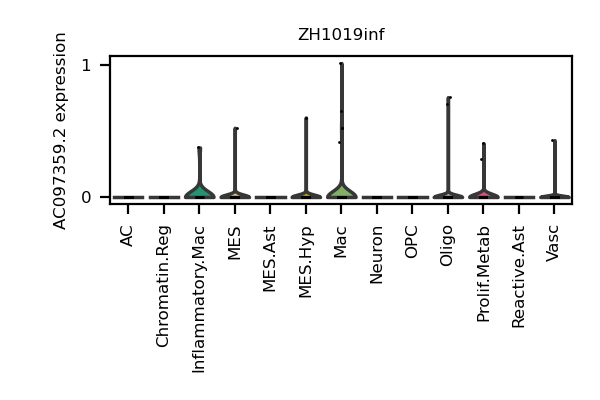 ZH1019inf
AC097359.2 expression
1
0
AC
Chromatin.Reg
Inflammatory.Mac
MES
MES.Ast
MES.Hyp
Mac
Neuron
OPC
Oligo
Prolif.Metab
Reactive.Ast
Vasc